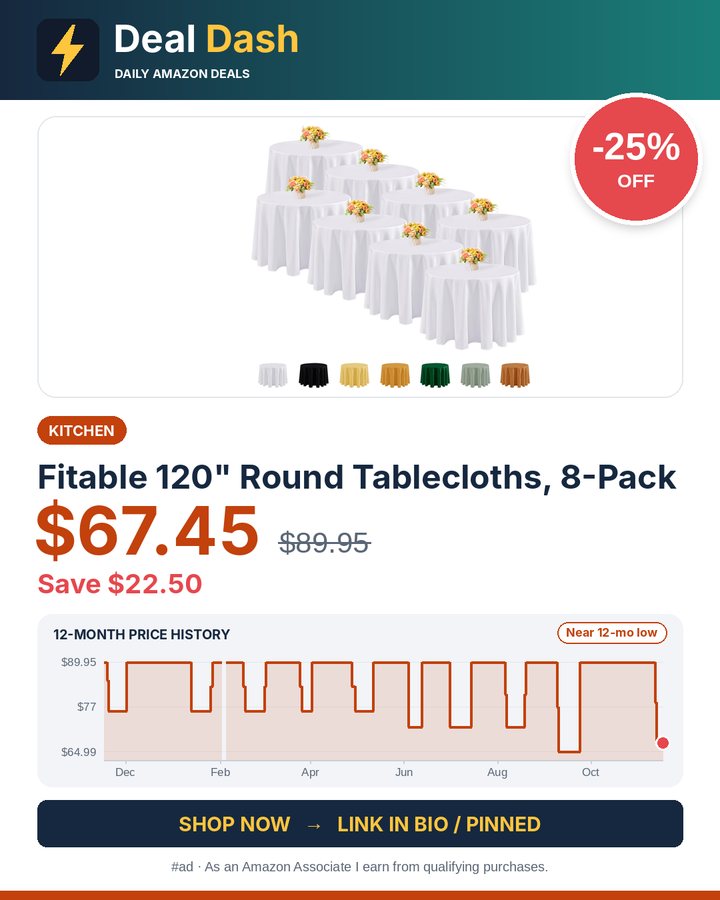 Deal Dash
DAILY AMAZON DEALS
-25%
OFF
KITCHEN
Fitable 120" Round Tablecloths, 8-Pack
$67.45 $89.95
Save $22.50
12-MONTH PRICE HISTORY
Near 12-mo low
$89.95
$77
$64.99
Dec Feb Apr Jun Aug Oct
SHOP NOW → LINK IN BIO / PINNED
#ad · As an Amazon Associate I earn from qualifying purchases.